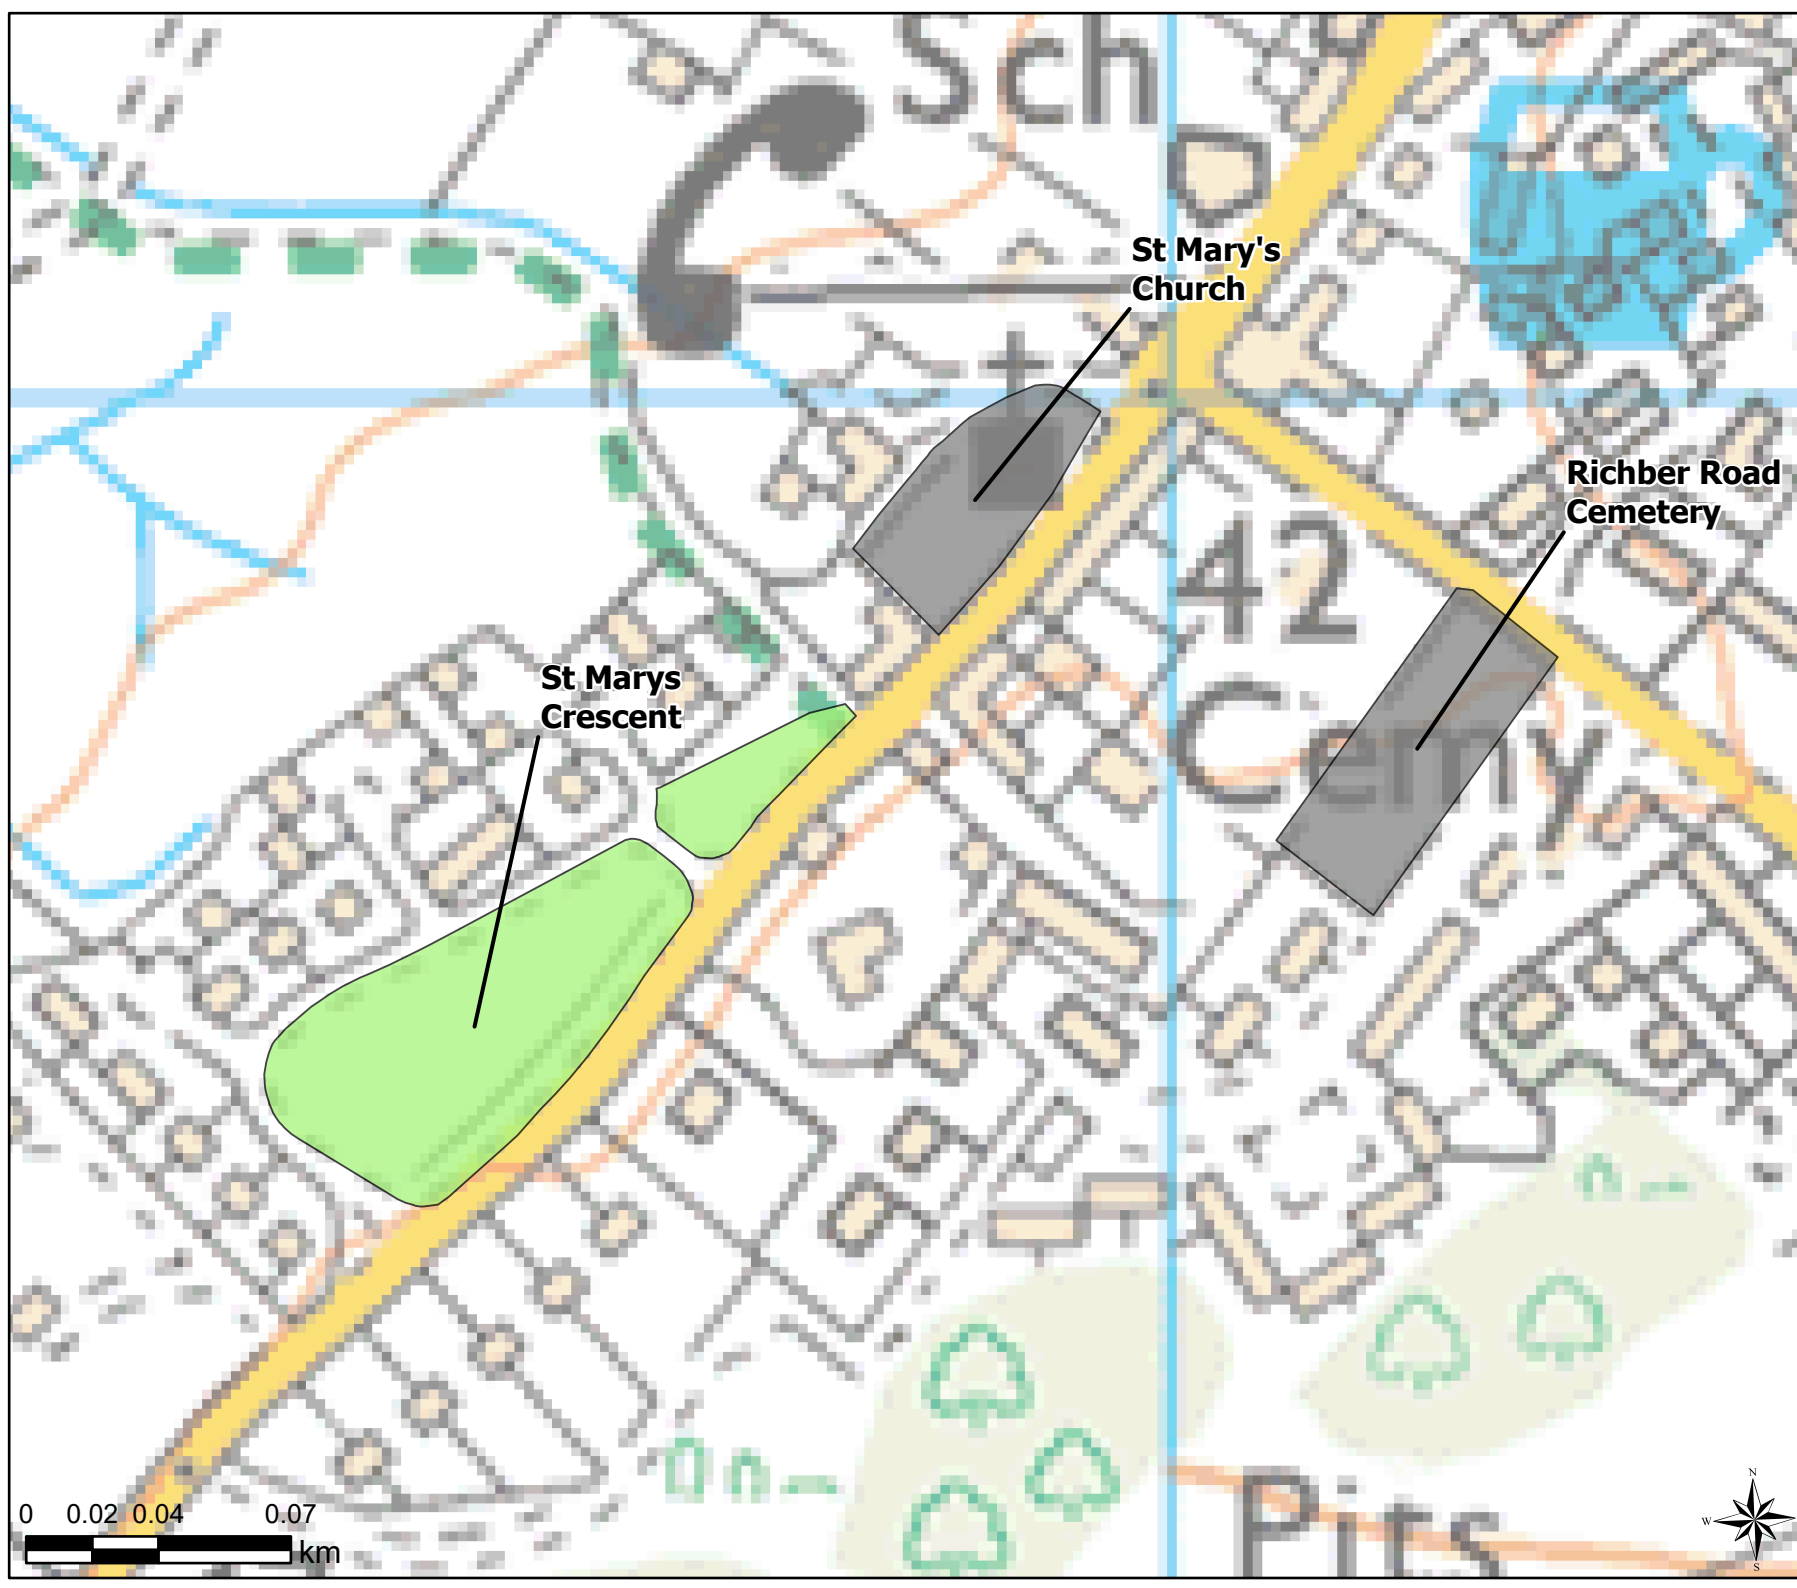 Sch
St Mary's
Church
Richber Road
Cemetery
42
St Marys
Crescent
Cemy
0 0.02 0.04 0.07
km
Pits
N
W
S